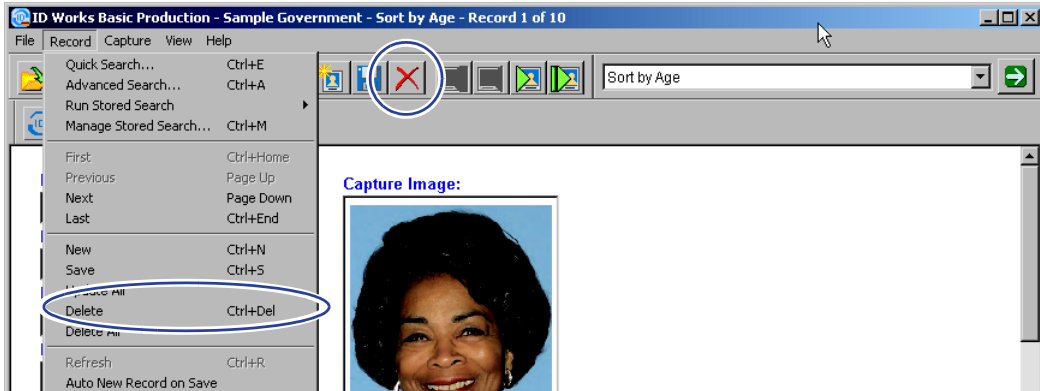 ID Works Basic Production - Sample Government - Sort by Age - Record 1 of 10
File Record Capture View Help
Sort by Age
Quick Search... Ctrl+E
Advanced Search... Ctrl+A
Run Stored Search
Manage Stored Search... Ctrl+M
First Ctrl+Home
Previous Page Up
Next Page Down
Last Ctrl+End
New Ctrl+N
Save Ctrl+S
Update All
Delete Ctrl+Del
Delete All
Refresh Ctrl+R
Auto New Record on Save
Capture Image: